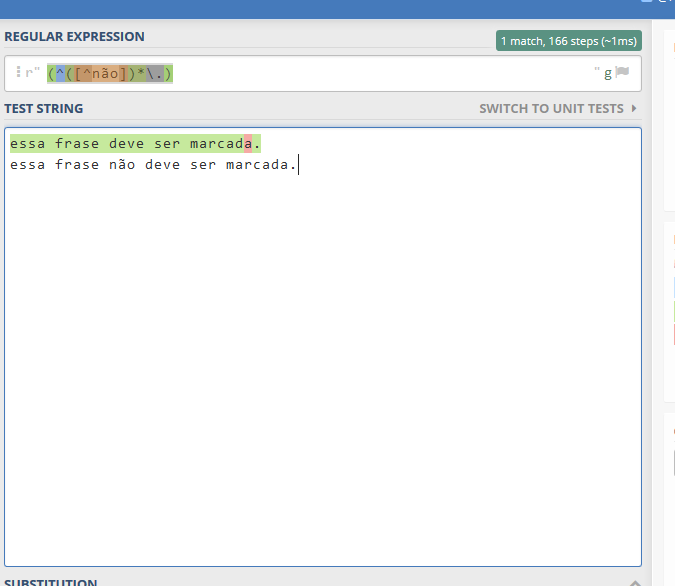 REGULAR EXPRESSION
1 match, 166 steps (~1ms)
r" (^([^não])*\.) " g
TEST STRING
SWITCH TO UNIT TESTS
essa frase deve ser marcada.
essa frase não deve ser marcada.
SUBSTITUTION